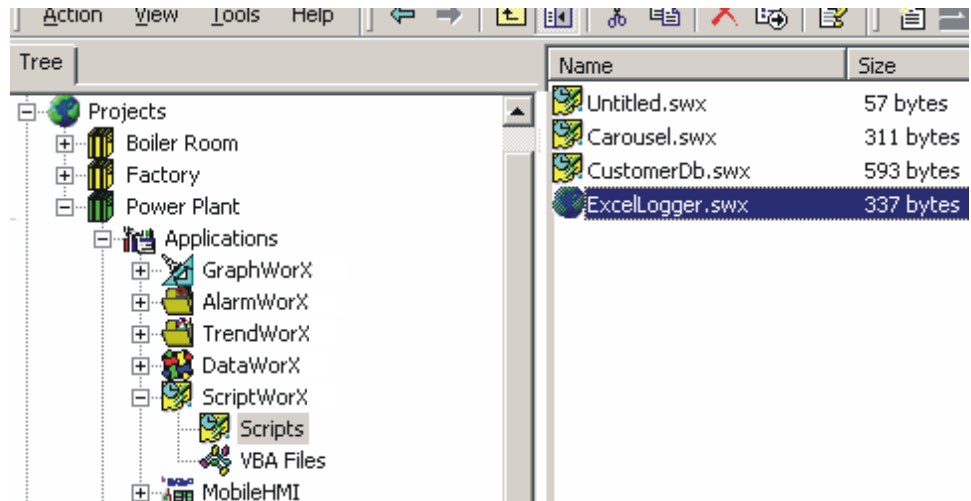 Action View Tools Help
Tree
Projects
Boiler Room
Factory
Power Plant
Applications
GraphWorX
AlarmWorX
TrendWorX
DataWorX
ScriptWorX
Scripts
VBA Files
MobileHMI
Name Size
Untitled.swx 57 bytes
Carousel.swx 311 bytes
CustomerDb.swx 593 bytes
ExcelLogger.swx 337 bytes